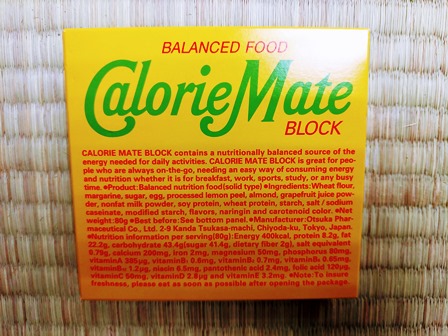 BALANCED FOOD
CalorieMate
BLOCK
CALORIE MATE BLOCK contains a nutritionally balanced source of the
energy needed for daily activities. CALORIE MATE BLOCK is great for peo-
ple who are always on-the-go, needing an easy way of consuming energy
and nutrition whether it is for breakfast, work, sports, study, or any busy
time. ●Product:Balanced nutrition food(solid type) ●Ingredients:Wheat flour,
margarine, sugar, egg, processed lemon peel, almond, grapefruit juice pow-
der, nonfat milk powder, soy protein, wheat protein, starch, salt / sodium
caseinate, modified starch, flavors, naringin and carotenoid color. ●Net
weight:80g ●Best before:See bottom panel. ●Manufacturer:Otsuka Phar-
maceutical Co., Ltd. 2-9 Kanda Tsukasa-machi, Chiyoda-ku, Tokyo, Japan.
●Nutrition information per serving(80g):Energy 400kcal, protein 8.2g, fat
22.2g, carbohydrate 43.4g(sugar 41.4g, dietary fiber 2g), salt equivalent
0.79g, calcium 200mg, iron 2mg, magnesium 50mg, phosphorus 80mg,
vitaminA 385μg, vitaminB₁ 0.6mg, vitaminB₂ 0.7mg, vitaminB₆ 0.65mg,
vitaminB₁₂ 1.2μg, niacin 6.5mg, pantothenic acid 2.4mg, folic acid 120μg,
vitaminC 50mg, vitaminD 2.8μg and vitaminE 3.2mg. ●Note:To insure
freshness, please eat as soon as possible after opening the package.